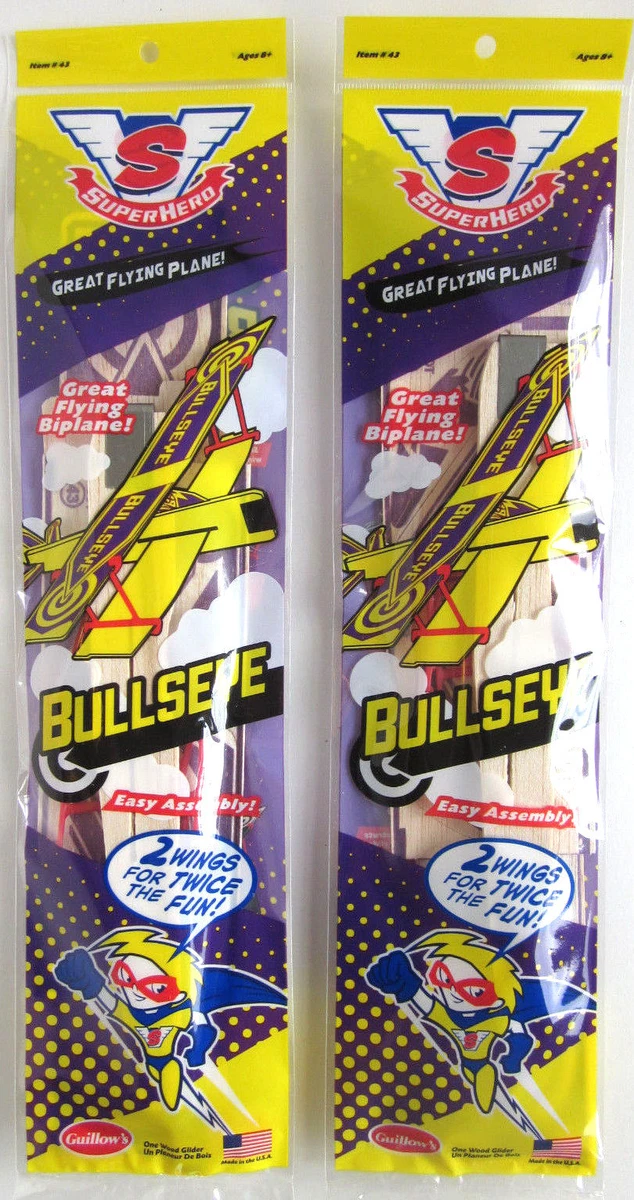 Item # 43
Ages 8+
S
SUPERHERO
GREAT FLYING PLANE!
Great
Flying
Biplane!
BULLSEYE
BULLSEYE
BULLSEYE
Easy Assembly!
2 WINGS
FOR TWICE
THE FUN!
S
Guillow's
One Wood Glider
Un Planeur De Bois
Made in the U.S.A.
Item # 43
Ages 8+
S
SUPERHERO
GREAT FLYING PLANE!
Great
Flying
Biplane!
BULLSEYE
BULLSEYE
BULLSEYE
Easy Assembly
2 WINGS
FOR TWICE
THE FUN!
S
Guillow's
One Wood Glider
Un Planeur De Bois
Made in the U.S.A.